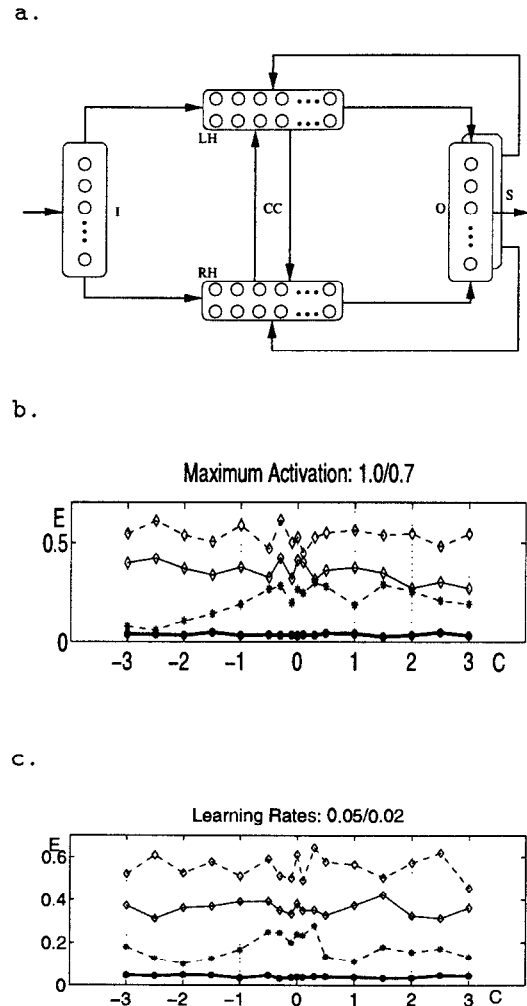 a.
LH
I
CC
O
S
RH
b.
Maximum Activation: 1.0/0.7
E
0.5
0
-3 -2 -1 0 1 2 3 C
c.
Learning Rates: 0.05/0.02
E
0.6
0.4
0.2
0
-3 -2 -1 0 1 2 3 C